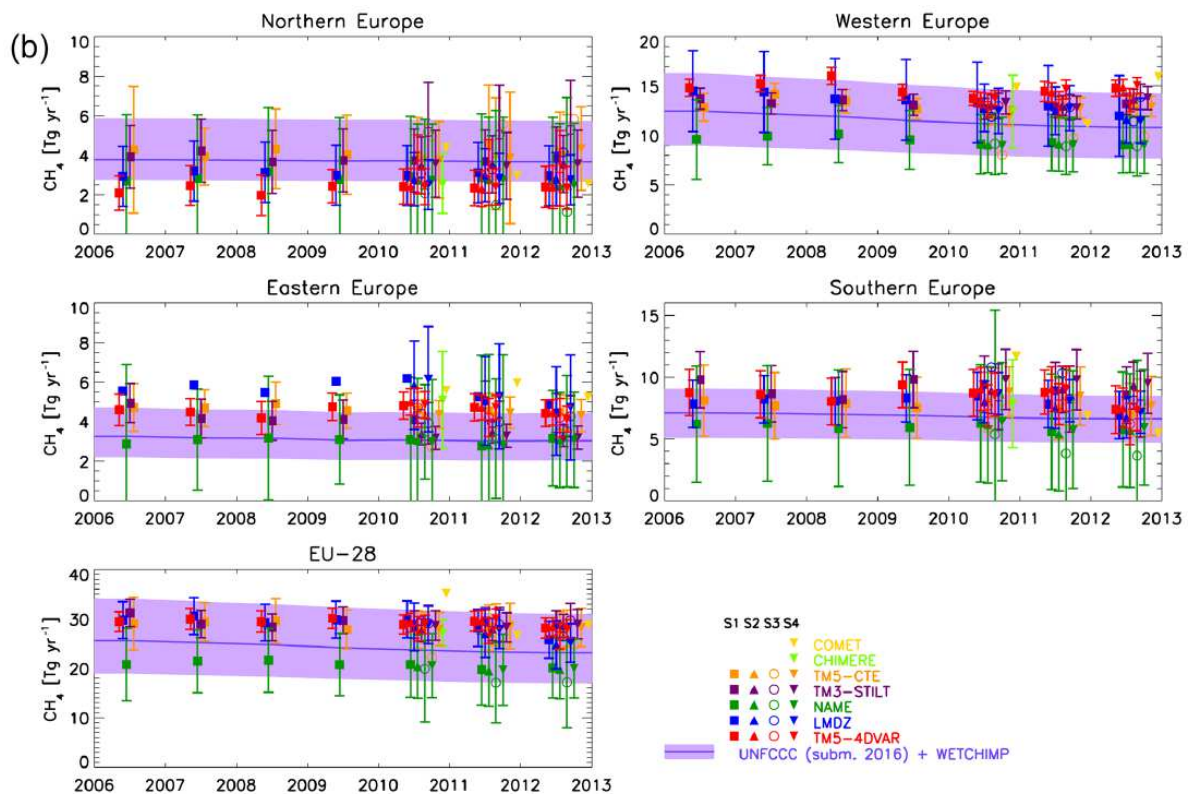 (b)
Northern Europe
CH4 [Tg yr-1]
10
8
6
4
2
0
2006 2007 2008 2009 2010 2011 2012 2013
Western Europe
CH4 [Tg yr-1]
20
15
10
5
0
2006 2007 2008 2009 2010 2011 2012 2013
Eastern Europe
CH4 [Tg yr-1]
10
8
6
4
2
0
2006 2007 2008 2009 2010 2011 2012 2013
Southern Europe
CH4 [Tg yr-1]
15
10
5
0
2006 2007 2008 2009 2010 2011 2012 2013
EU-28
CH4 [Tg yr-1]
40
30
20
10
0
2006 2007 2008 2009 2010 2011 2012 2013
S1 S2 S3 S4
COMET
CHIMERE
TM5-CTE
TM3-STILT
NAME
LMDZ
TM5-4DVAR
UNFCCC (subm. 2016) + WETCHIMP